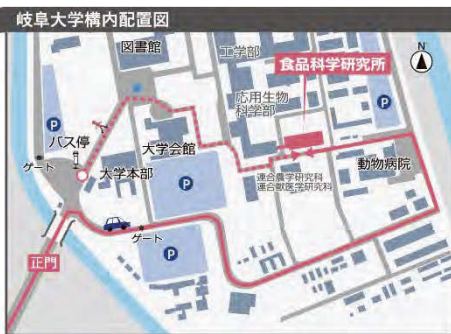 岐阜大学構内配置図
図書館
工学部
N
食品科学研究所
P
応用生物
科学部
P
バス停
大学会館
ゲート
大学本部
P
連合農学研究科
連合獣医学研究科
動物病院
ゲート
P
正門